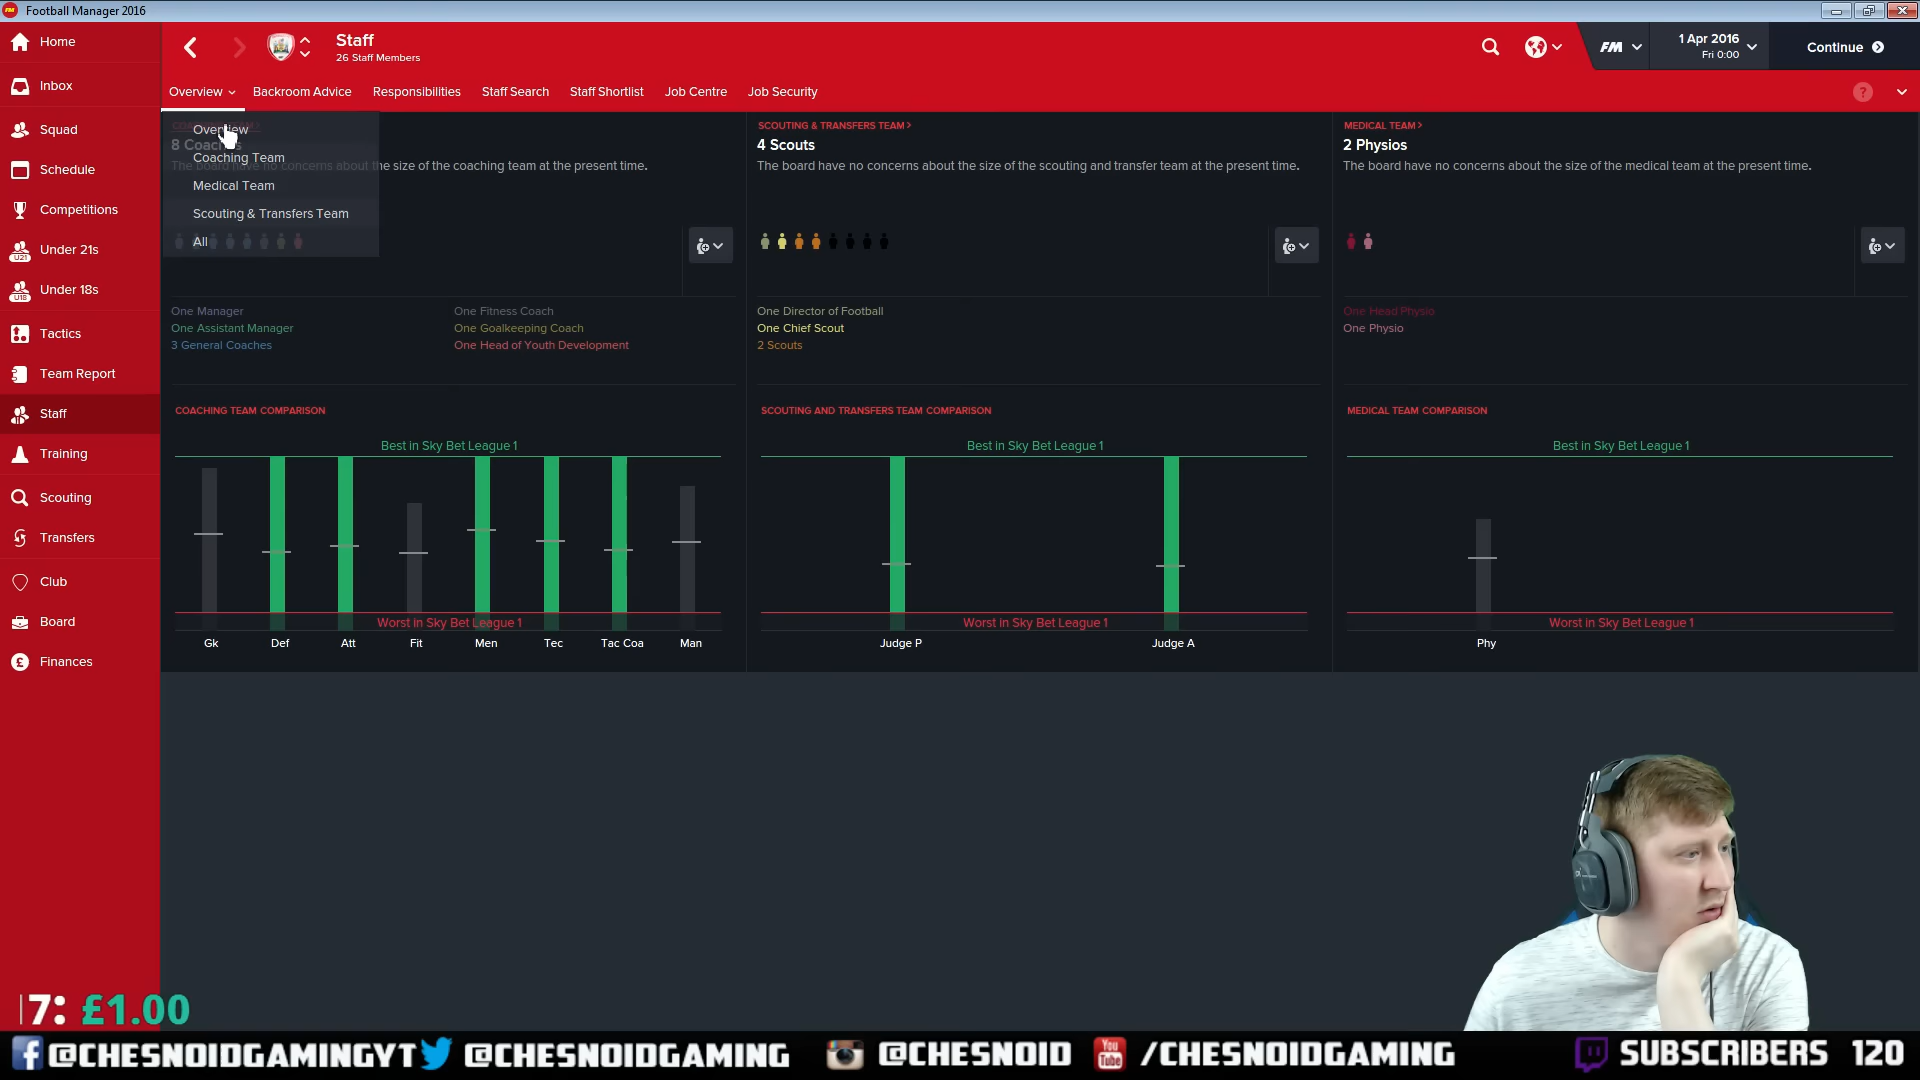 Football Manager 2016
Home
Inbox
Squad
Schedule
Competitions
Under 21s
U21
Under 18s
U18
Tactics
Team Report
Staff
Training
Scouting
Transfers
Club
Board
Finances
Staff
26 Staff Members
FM
1 Apr 2016
Fri 0:00
Continue
Overview
Backroom Advice
Responsibilities
Staff Search
Staff Shortlist
Job Centre
Job Security
?
Overview
Coaching Team
Medical Team
Scouting & Transfers Team
All
8 Coaches
the size of the coaching team at the present time.
One Manager
One Assistant Manager
3 General Coaches
One Fitness Coach
One Goalkeeping Coach
One Head of Youth Development
SCOUTING & TRANSFERS TEAM >
4 Scouts
The board have no concerns about the size of the scouting and transfer team at the present time.
One Director of Football
One Chief Scout
2 Scouts
MEDICAL TEAM >
2 Physios
The board have no concerns about the size of the medical team at the present time.
One Head Physio
One Physio
COACHING TEAM COMPARISON
Best in Sky Bet League 1
Worst in Sky Bet League 1
Gk Def Att Fit Men Tec Tac Coa Man
SCOUTING AND TRANSFERS TEAM COMPARISON
Best in Sky Bet League 1
Worst in Sky Bet League 1
Judge P Judge A
MEDICAL TEAM COMPARISON
Best in Sky Bet League 1
Worst in Sky Bet League 1
Phy
7: £1.00
@CHESNOIDGAMINGYT @CHESNOIDGAMING @CHESNOID You Tube /CHESNOIDGAMING SUBSCRIBERS 120